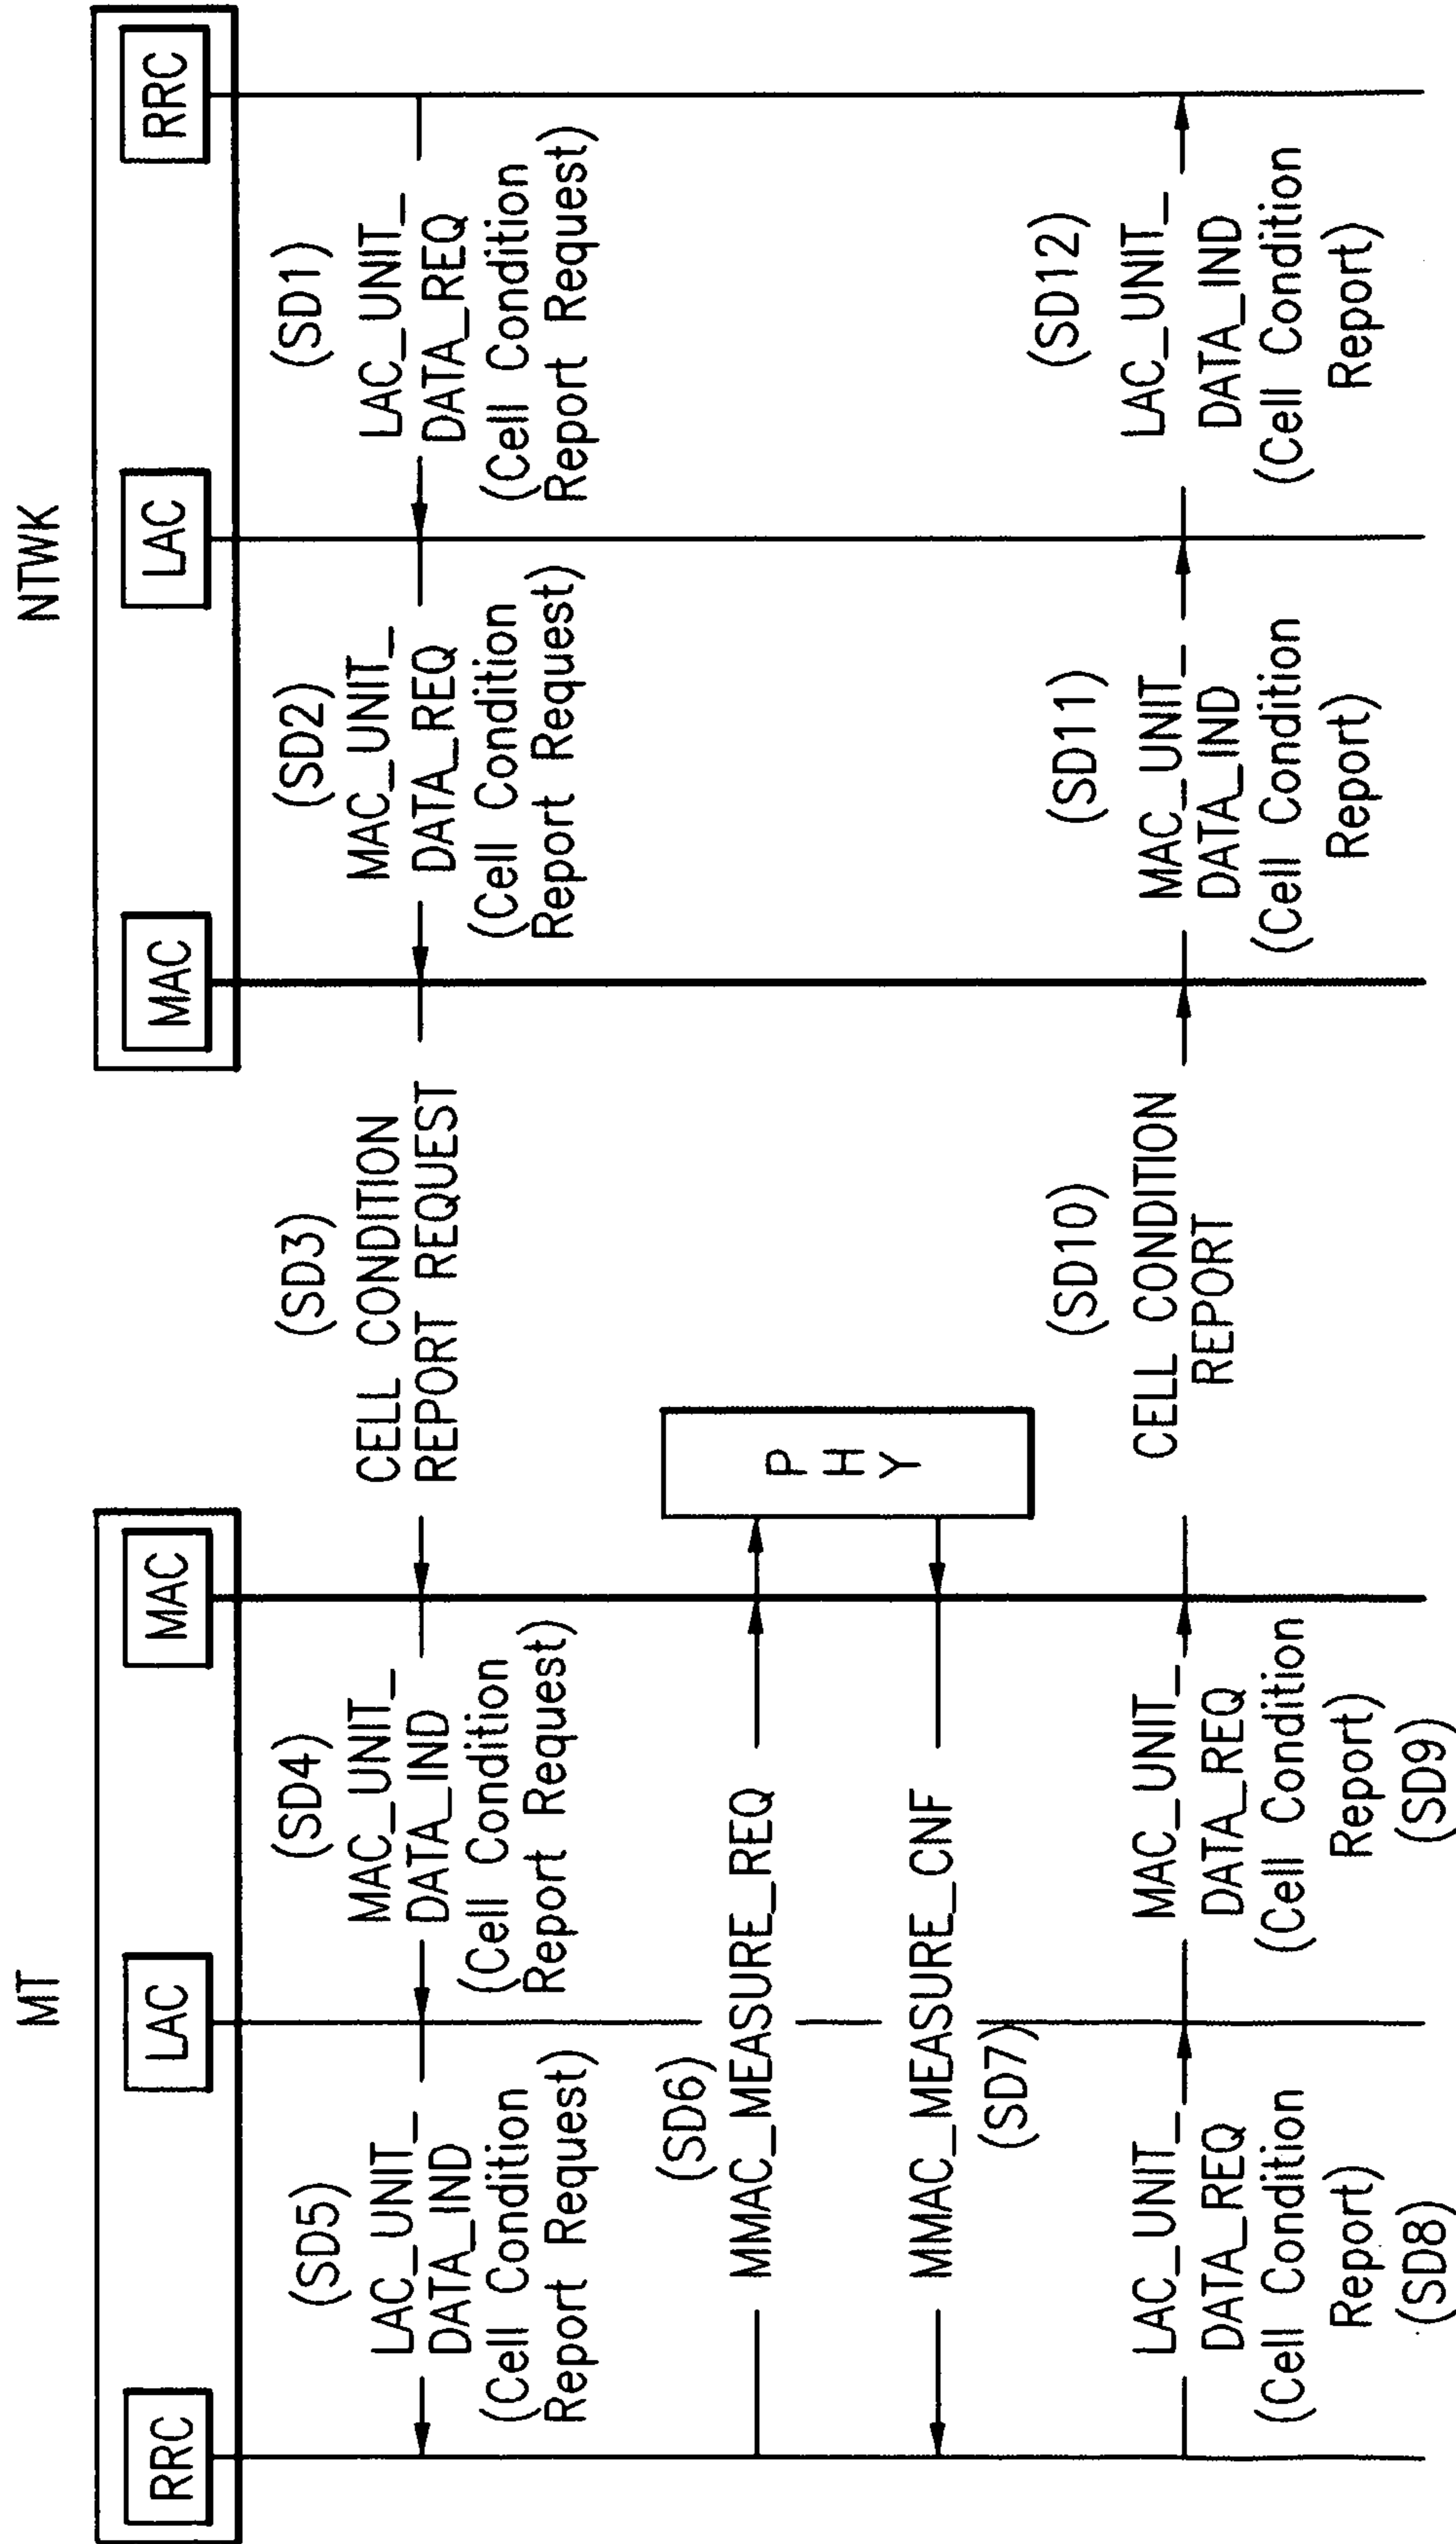 MT
NTWK
RRC
LAC
MAC
MAC
LAC
RRC
(SD5)
LAC_UNIT_
DATA_IND
(Cell Condition
Report Request)
(SD4)
MAC_UNIT_
DATA_IND
(Cell Condition
Report Request)
(SD3)
CELL CONDITION
REPORT REQUEST
(SD2)
MAC_UNIT_
DATA_REQ
(Cell Condition
Report Request)
(SD1)
LAC_UNIT_
DATA_REQ
(Cell Condition
Report Request)
(SD6)
MMAC_MEASURE_REQ
PHY
MMAC_MEASURE_CNF
(SD7)
LAC_UNIT_
DATA_REQ
(Cell Condition
Report)
(SD8)
MAC_UNIT_
DATA_REQ
(Cell Condition
Report)
(SD9)
(SD10)
CELL CONDITION
REPORT
(SD11)
MAC_UNIT_
DATA_IND
(Cell Condition
Report)
(SD12)
LAC_UNIT_
DATA_IND
(Cell Condition
Report)